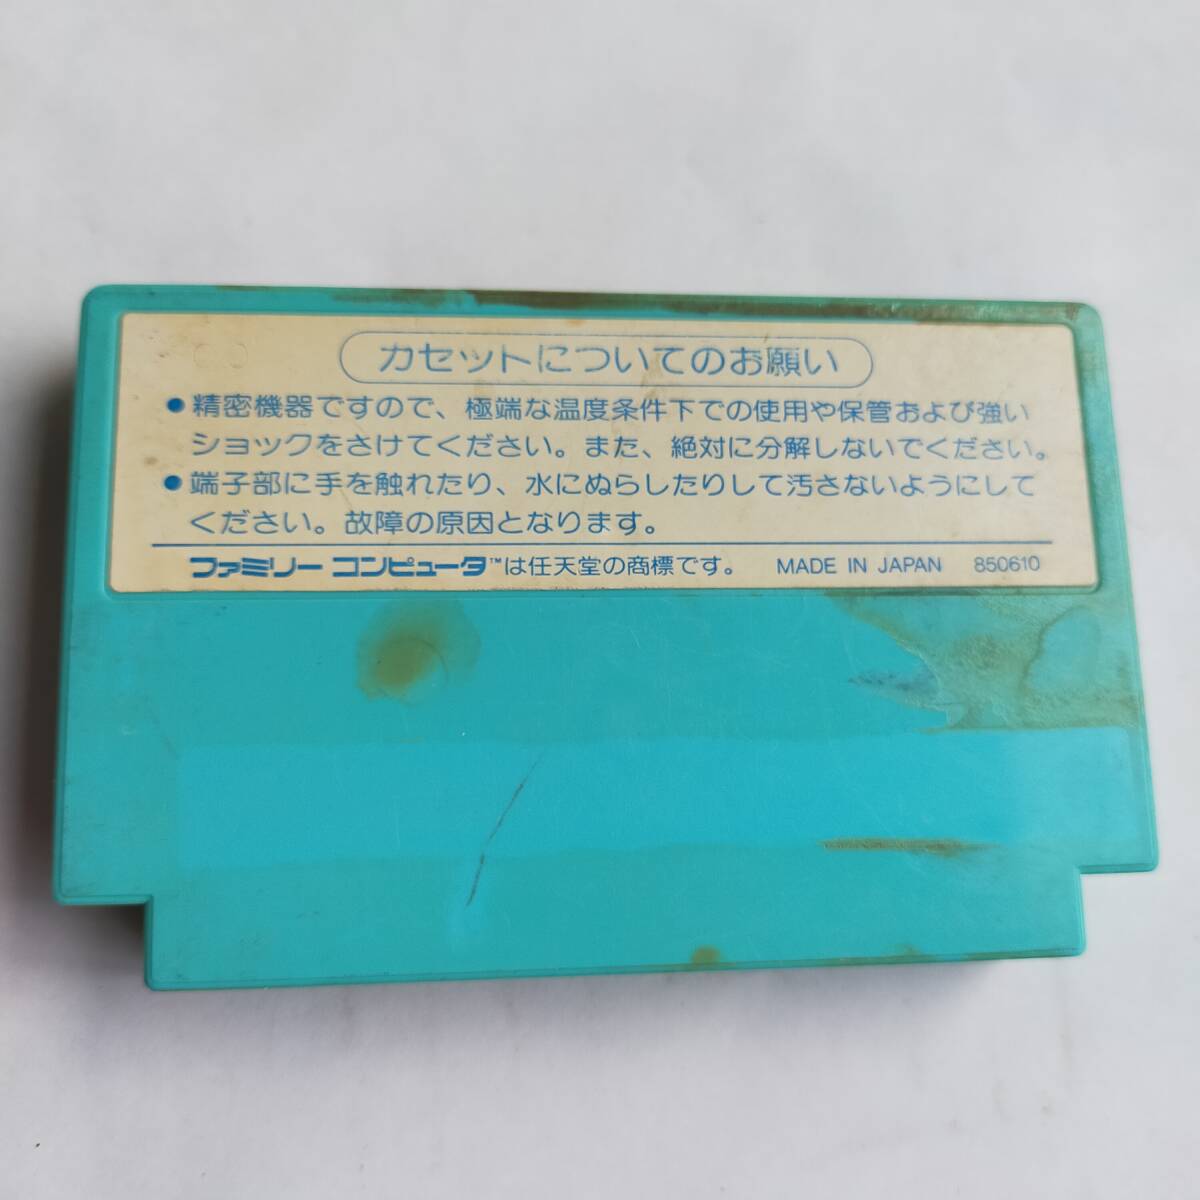 カセットについてのお願い
●精密機器ですので、極端な温度条件下での使用や保管および強い
ショックをさけてください。また、絶対に分解しないでください。
●端子部に手を触れたり、水にぬらしたりして汚さないようにして
ください。故障の原因となります。
ファミリーコンピュータ™は任天堂の商標です。 MADE IN JAPAN 850610